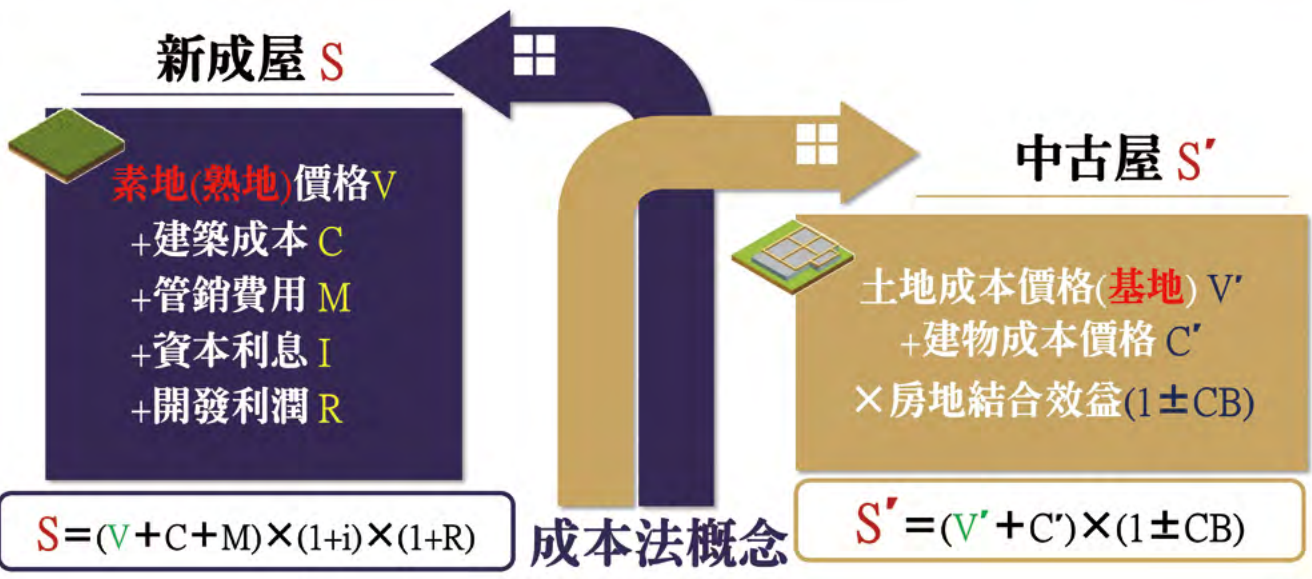 新成屋 S
素地(熟地)價格V
+建築成本 C
+管銷費用 M
+資本利息 I
+開發利潤 R
S=(V+C+M)×(1+i)×(1+R)
成本法概念
中古屋 S′
土地成本價格(基地) V′
+建物成本價格 C′
×房地結合效益(1±CB)
S′=(V′+C′)×(1±CB)